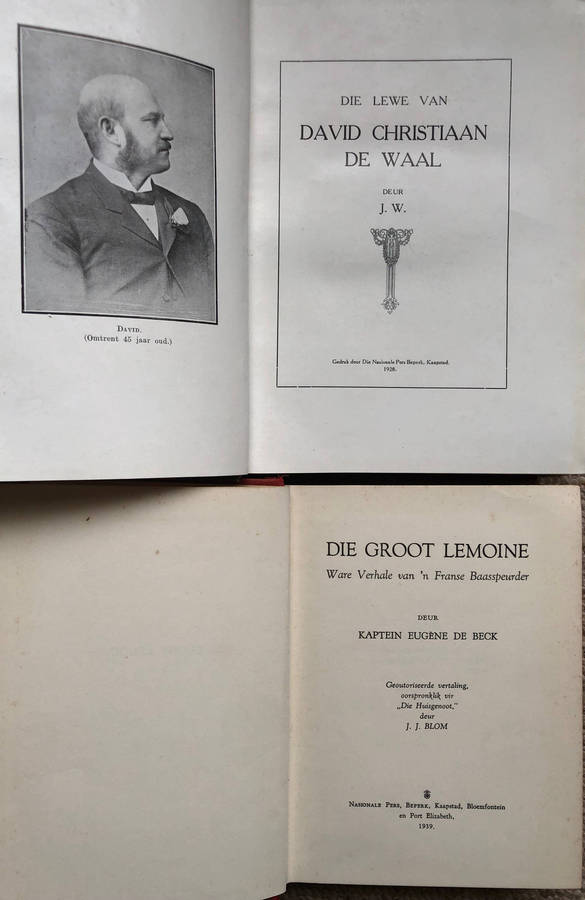 DAVID.
(Omtrent 45 jaar oud.)
DIE LEWE VAN
DAVID CHRISTIAAN
DE WAAL
DEUR
J. W.
Gedruk deur Die Nasionale Pers Beperk, Kaapstad.
1928.
DIE GROOT LEMOINE
Ware Verhale van 'n Franse Baasspeurder
DEUR
KAPTEIN EUGÈNE DE BECK
Geoutoriseerde vertaling,
oorspronklik vir
„Die Huisgenoot,"
deur
J. J. BLOM
NASIONALE PERS, BEPERK, Kaapstad, Bloemfontein
en Port Elizabeth,
1939.